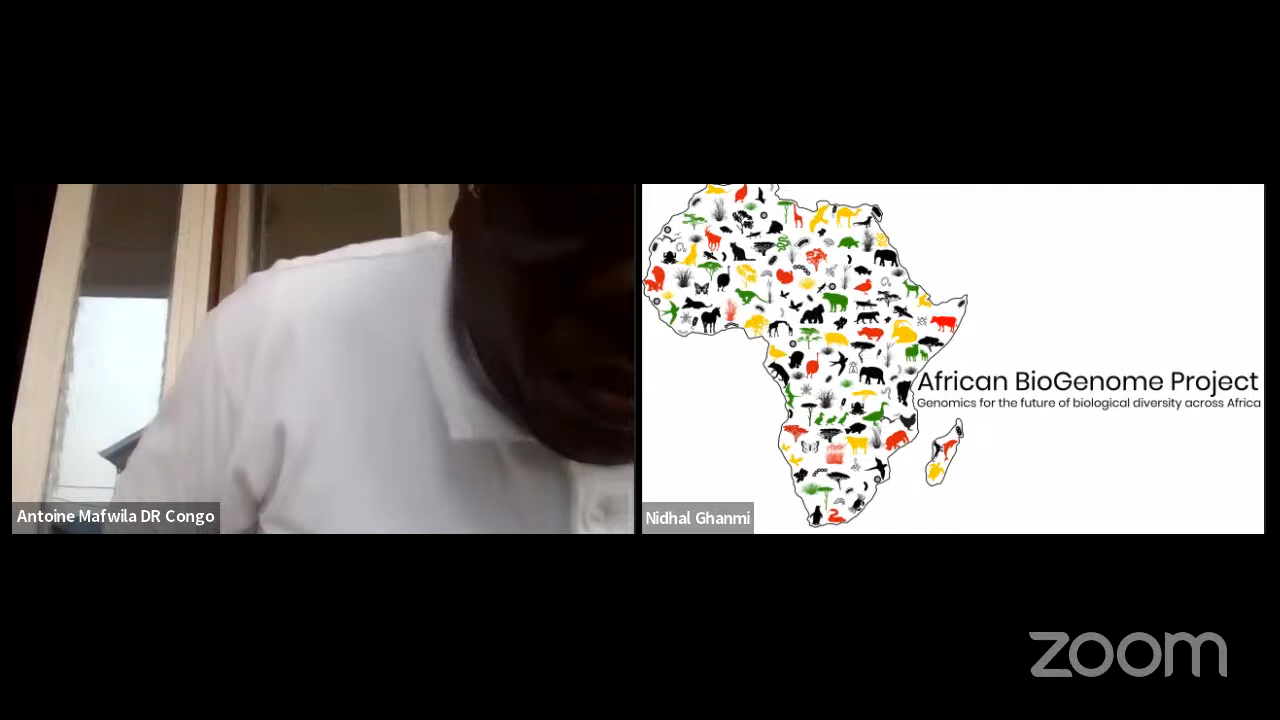 African BioGenome Project
Genomics for the future of biological diversity across Africa
Antoine Mafwila DR Congo
Nidhal Ghanmi
zoom